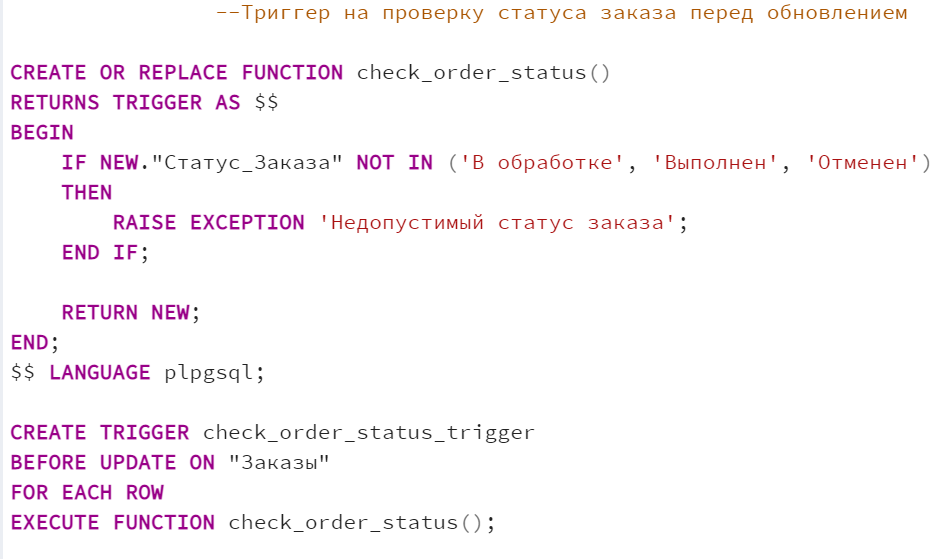 --Триггер на проверку статуса заказа перед обновлением
CREATE OR REPLACE FUNCTION check_order_status()
RETURNS TRIGGER AS $$
BEGIN
    IF NEW."Статус_Заказа" NOT IN ('В обработке', 'Выполнен', 'Отменен')
    THEN
        RAISE EXCEPTION 'Недопустимый статус заказа';
    END IF;
    RETURN NEW;
END;
$$ LANGUAGE plpgsql;
CREATE TRIGGER check_order_status_trigger
BEFORE UPDATE ON "Заказы"
FOR EACH ROW
EXECUTE FUNCTION check_order_status();